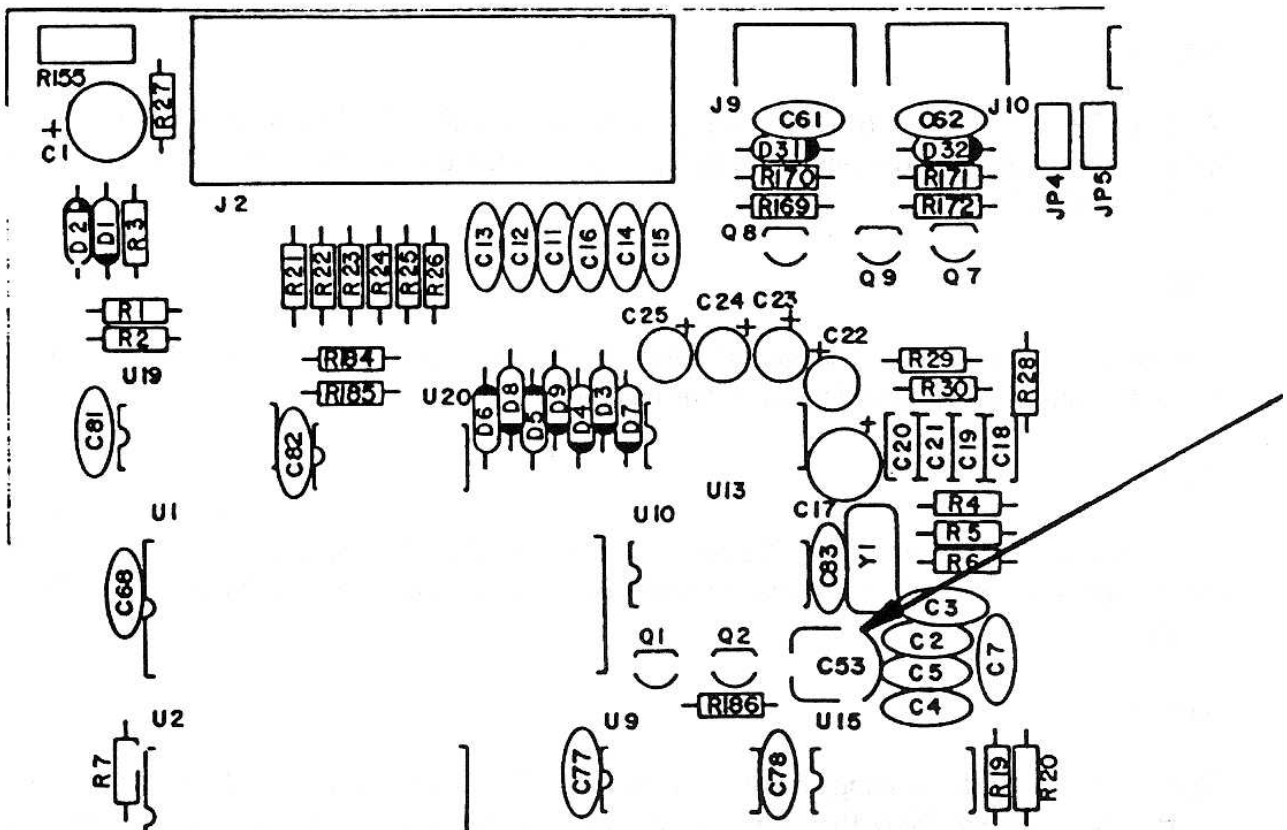 R155
R27
+
C1
J2
J9
C61
C62
J10
D31
D32
R170
R171
R169
R172
JP4
JP5
Q8
Q9
Q7
D2
D1
R3
R21
R22
R23
R24
R25
R26
C13
C12
C11
C16
C14
C15
R1
R2
C25
+
C24
+
C23
+
C22
+
R184
R185
R29
R30
R28
U19
U20
C81
C82
D6
D8
D5
D9
D4
D3
D7
+
C20
C21
C19
C18
U13
C17
U1
U10
R4
R5
R6
C68
C83
Y1
C3
C2
C5
C4
C7
Q1
Q2
C53
R186
U2
U9
U15
R7
C77
C78
R19
R20